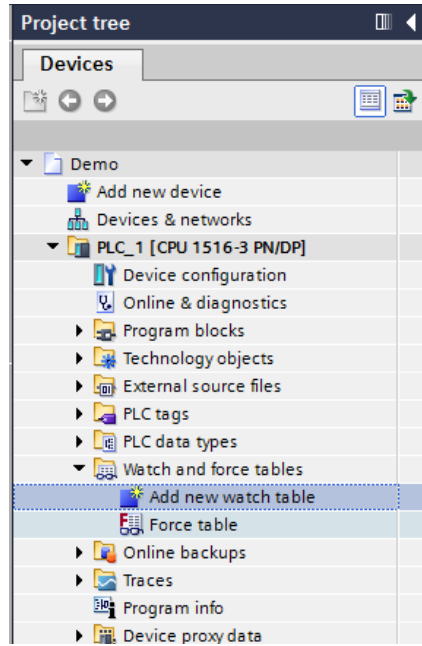 Project tree
Devices
Demo
Add new device
Devices & networks
PLC_1 [CPU 1516-3 PN/DP]
Device configuration
Online & diagnostics
Program blocks
Technology objects
External source files
PLC tags
PLC data types
Watch and force tables
Add new watch table
Force table
Online backups
Traces
Program info
Device proxy data